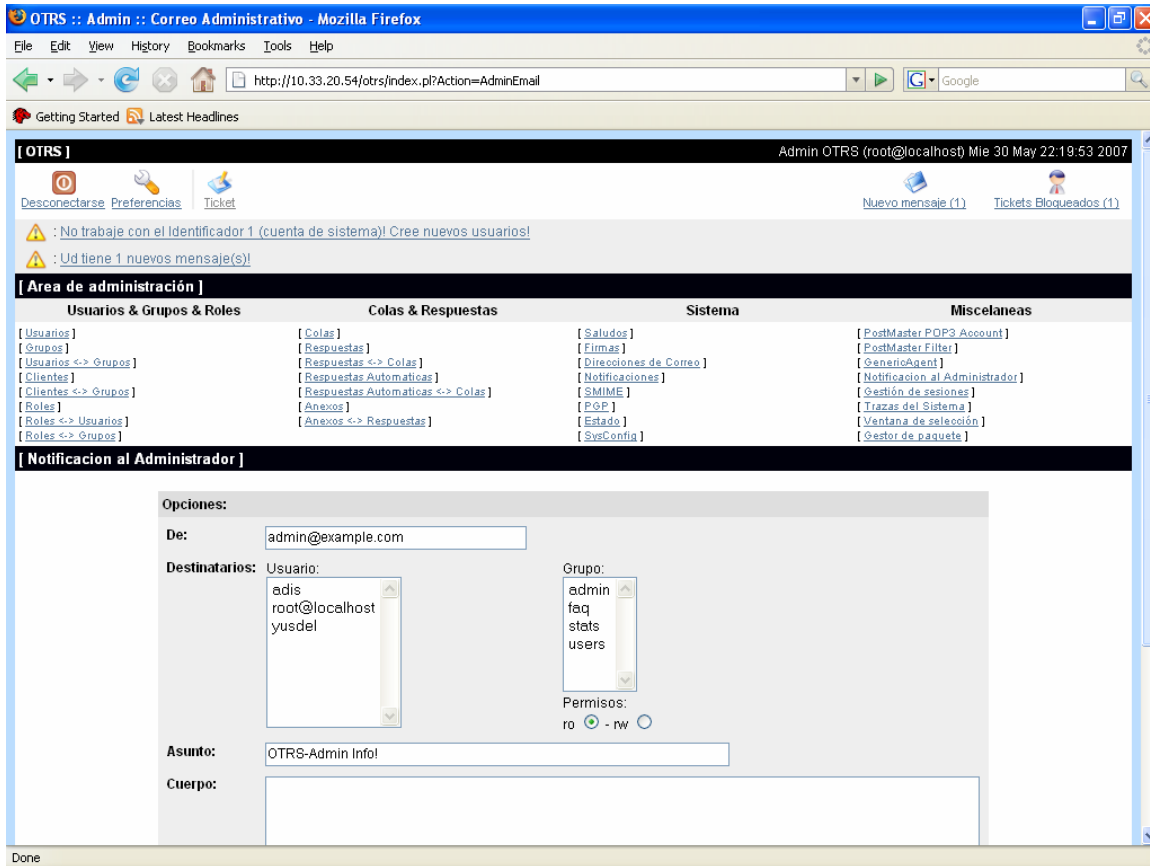 OTRS :: Admin :: Correo Administrativo - Mozilla Firefox
File Edit View History Bookmarks Tools Help
http://10.33.20.54/otrs/index.pl?Action=AdminEmail
G Google
Getting Started Latest Headlines
[ OTRS ] Admin OTRS (root@localhost) Mie 30 May 22:19:53 2007
Desconectarse Preferencias Ticket Nuevo mensaje (1) Tickets Bloqueados (1)
: No trabaje con el Identificador 1 (cuenta de sistema)! Cree nuevos usuarios!
: Ud tiene 1 nuevos mensaje(s)!
[ Area de administración ]
Usuarios & Grupos & Roles Colas & Respuestas Sistema Miscelaneas
[ Usuarios ] [ Colas ] [ Saludos ] [ PostMaster POP3 Account ]
[ Grupos ] [ Respuestas ] [ Firmas ] [ PostMaster Filter ]
[ Usuarios <-> Grupos ] [ Respuestas <-> Colas ] [ Direcciones de Correo ] [ GenericAgent ]
[ Clientes ] [ Respuestas Automaticas ] [ Notificaciones ] [ Notificacion al Administrador ]
[ Clientes <-> Grupos ] [ Respuestas Automaticas <-> Colas ] [ SMIME ] [ Gestión de sesiones ]
[ Roles ] [ Anexos ] [ PGP ] [ Trazas del Sistema ]
[ Roles <-> Usuarios ] [ Anexos <-> Respuestas ] [ Estado ] [ Ventana de selección ]
[ Roles <-> Grupos ] [ SysConfig ] [ Gestor de paquete ]
[ Notificacion al Administrador ]
Opciones:
De: admin@example.com
Destinatarios: Usuario: Grupo:
adis admin
root@localhost faq
yusdel stats
users
Permisos:
ro - rw
Asunto: OTRS-Admin Info!
Cuerpo:
Done